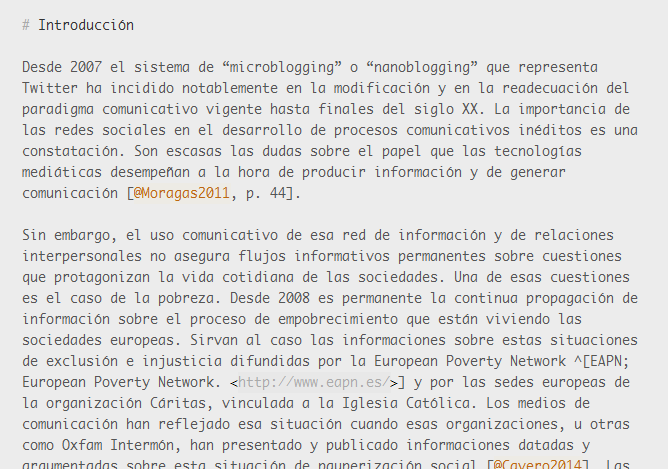 # Introducción
Desde 2007 el sistema de “microblogging” o “nanoblogging” que representa
Twitter ha incidido notablemente en la modificación y en la readecuación del
paradigma comunicativo vigente hasta finales del siglo XX. La importancia de
las redes sociales en el desarrollo de procesos comunicativos inéditos es una
constatación. Son escasas las dudas sobre el papel que las tecnologías
mediáticas desempeñan a la hora de producir información y de generar
comunicación [@Moragas2011, p. 44].
Sin embargo, el uso comunicativo de esa red de información y de relaciones
interpersonales no asegura flujos informativos permanentes sobre cuestiones
que protagonizan la vida cotidiana de las sociedades. Una de esas cuestiones
es el caso de la pobreza. Desde 2008 es permanente la continua propagación de
información sobre el proceso de empobrecimiento que están viviendo las
sociedades europeas. Sirvan al caso las informaciones sobre estas situaciones
de exclusión e injusticia difundidas por la European Poverty Network ^[EAPN;
European Poverty Network. <http://www.eapn.es/>] y por las sedes europeas de
la organización Cáritas, vinculada a la Iglesia Católica. Los medios de
comunicación han reflejado esa situación cuando esas organizaciones, u otras
como Oxfam Intermón, han presentado y publicado informaciones datadas y
argumentadas sobre esta situación de pauperización social [@Cavero2014]. Las